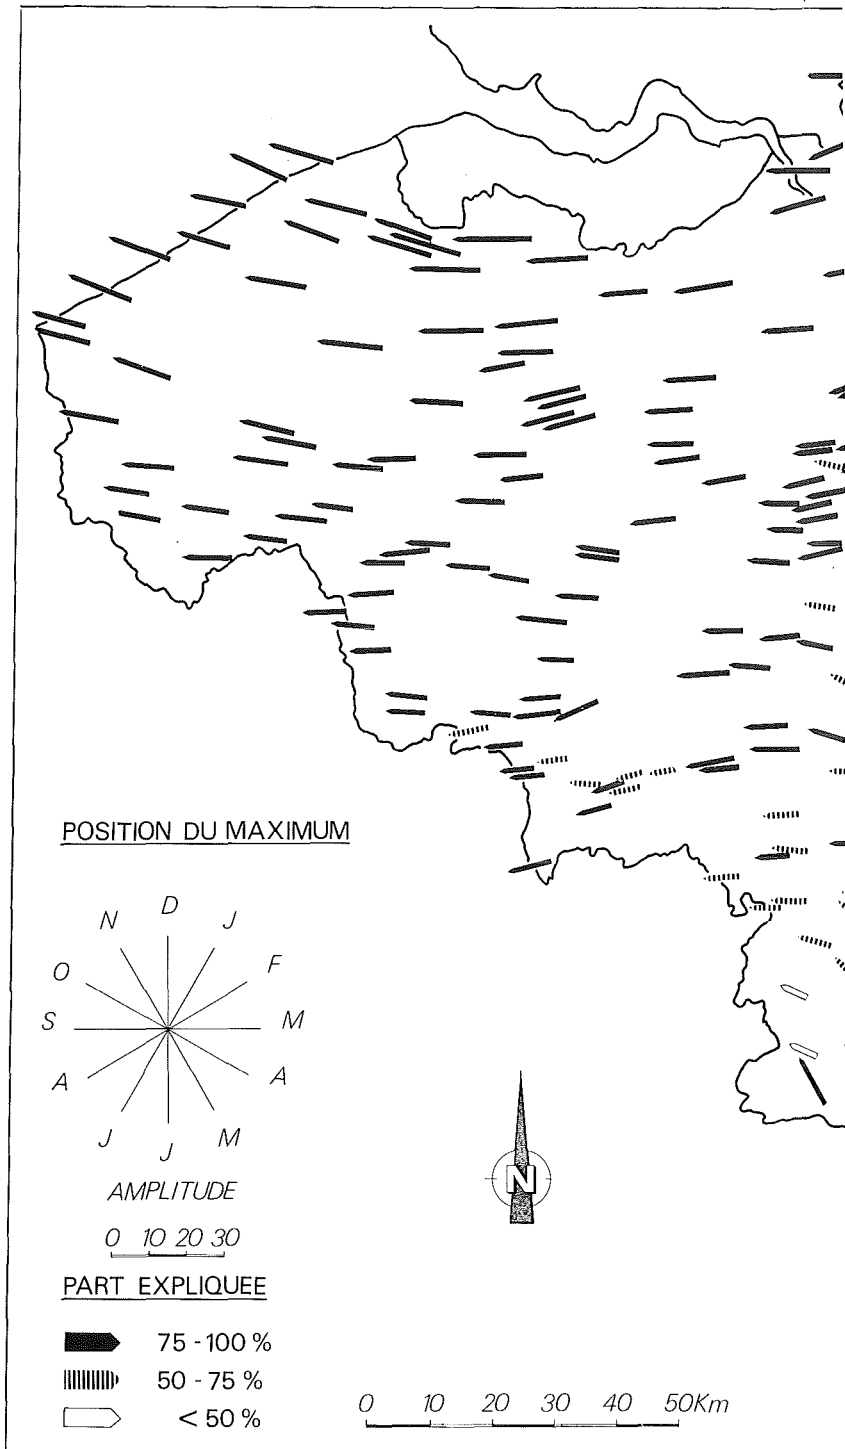 POSITION DU MAXIMUM
D
N J
O F
S M
A A
J M
J
AMPLITUDE
0 10 20 30
N
PART EXPLIQUEE
75 - 100 %
50 - 75 %
< 50 %
0 10 20 30 40 50Km